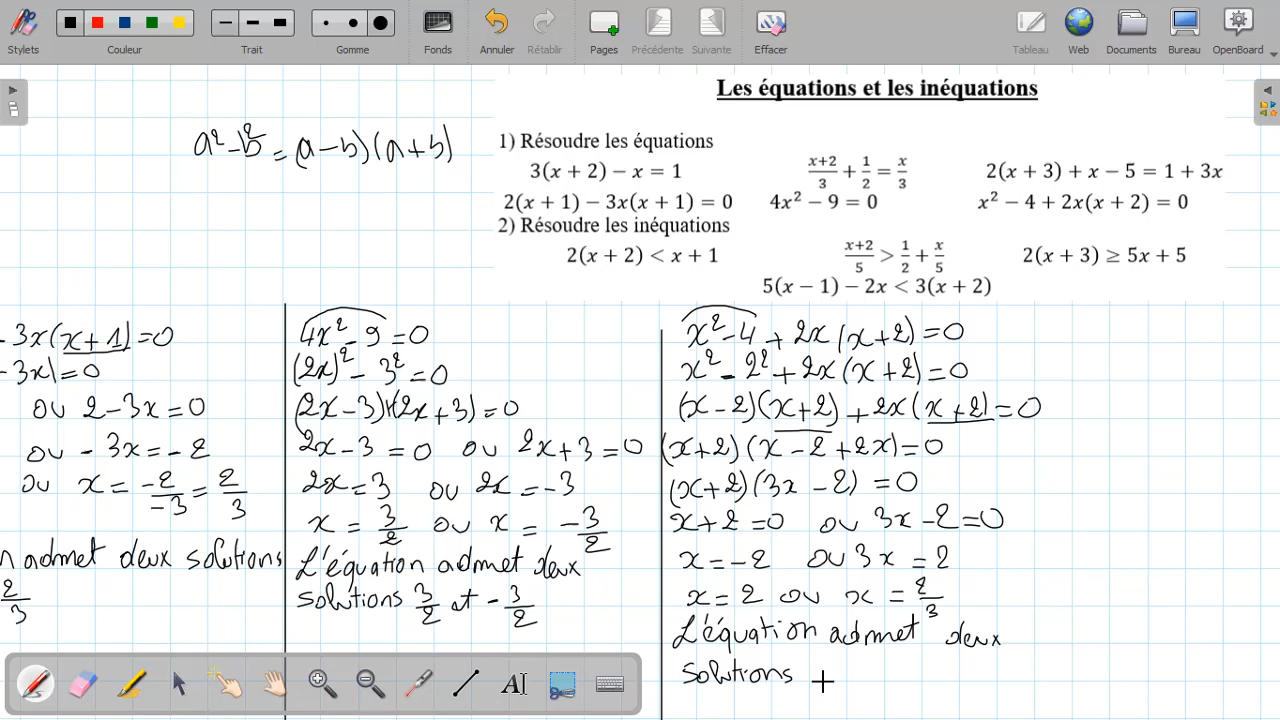 Stylets Couleur Trait Gomme Fonds Annuler Rétablir Pages Précédente Suivante Effacer Tableau Web Documents Bureau OpenBoard
Les équations et les inéquations
a² - b² = (a - b)(a + b)
1) Résoudre les équations
3(x + 2) − x = 1
(x+2)/3 + 1/2 = x/3
2(x + 3) + x − 5 = 1 + 3x
2(x + 1) − 3x(x + 1) = 0
4x² − 9 = 0
x² − 4 + 2x(x + 2) = 0
2) Résoudre les inéquations
2(x + 2) < x + 1
(x+2)/5 > 1/2 + x/5
2(x + 3) ≥ 5x + 5
5(x − 1) − 2x < 3(x + 2)
- 3x(x + 1) = 0
- 3x) = 0
ou 2 - 3x = 0
ou - 3x = - 2
ou x = -2/-3 = 2/3
n admet deux solutions
2/3
4x² - 9 = 0
(2x)² - 3² = 0
(2x - 3)(2x + 3) = 0
2x - 3 = 0 ou 2x + 3 = 0
2x = 3 ou 2x = - 3
x = 3/2 ou x = -3/2
L'équation admet deux
solutions 3/2 et - 3/2
x² - 4 + 2x(x + 2) = 0
x² - 2² + 2x(x + 2) = 0
(x - 2)(x + 2) + 2x(x + 2) = 0
(x + 2)(x - 2 + 2x) = 0
(x + 2)(3x - 2) = 0
x + 2 = 0 ou 3x - 2 = 0
x = - 2 ou 3x = 2
x = 2 ou x = 2/3
L'équation admet deux
solutions